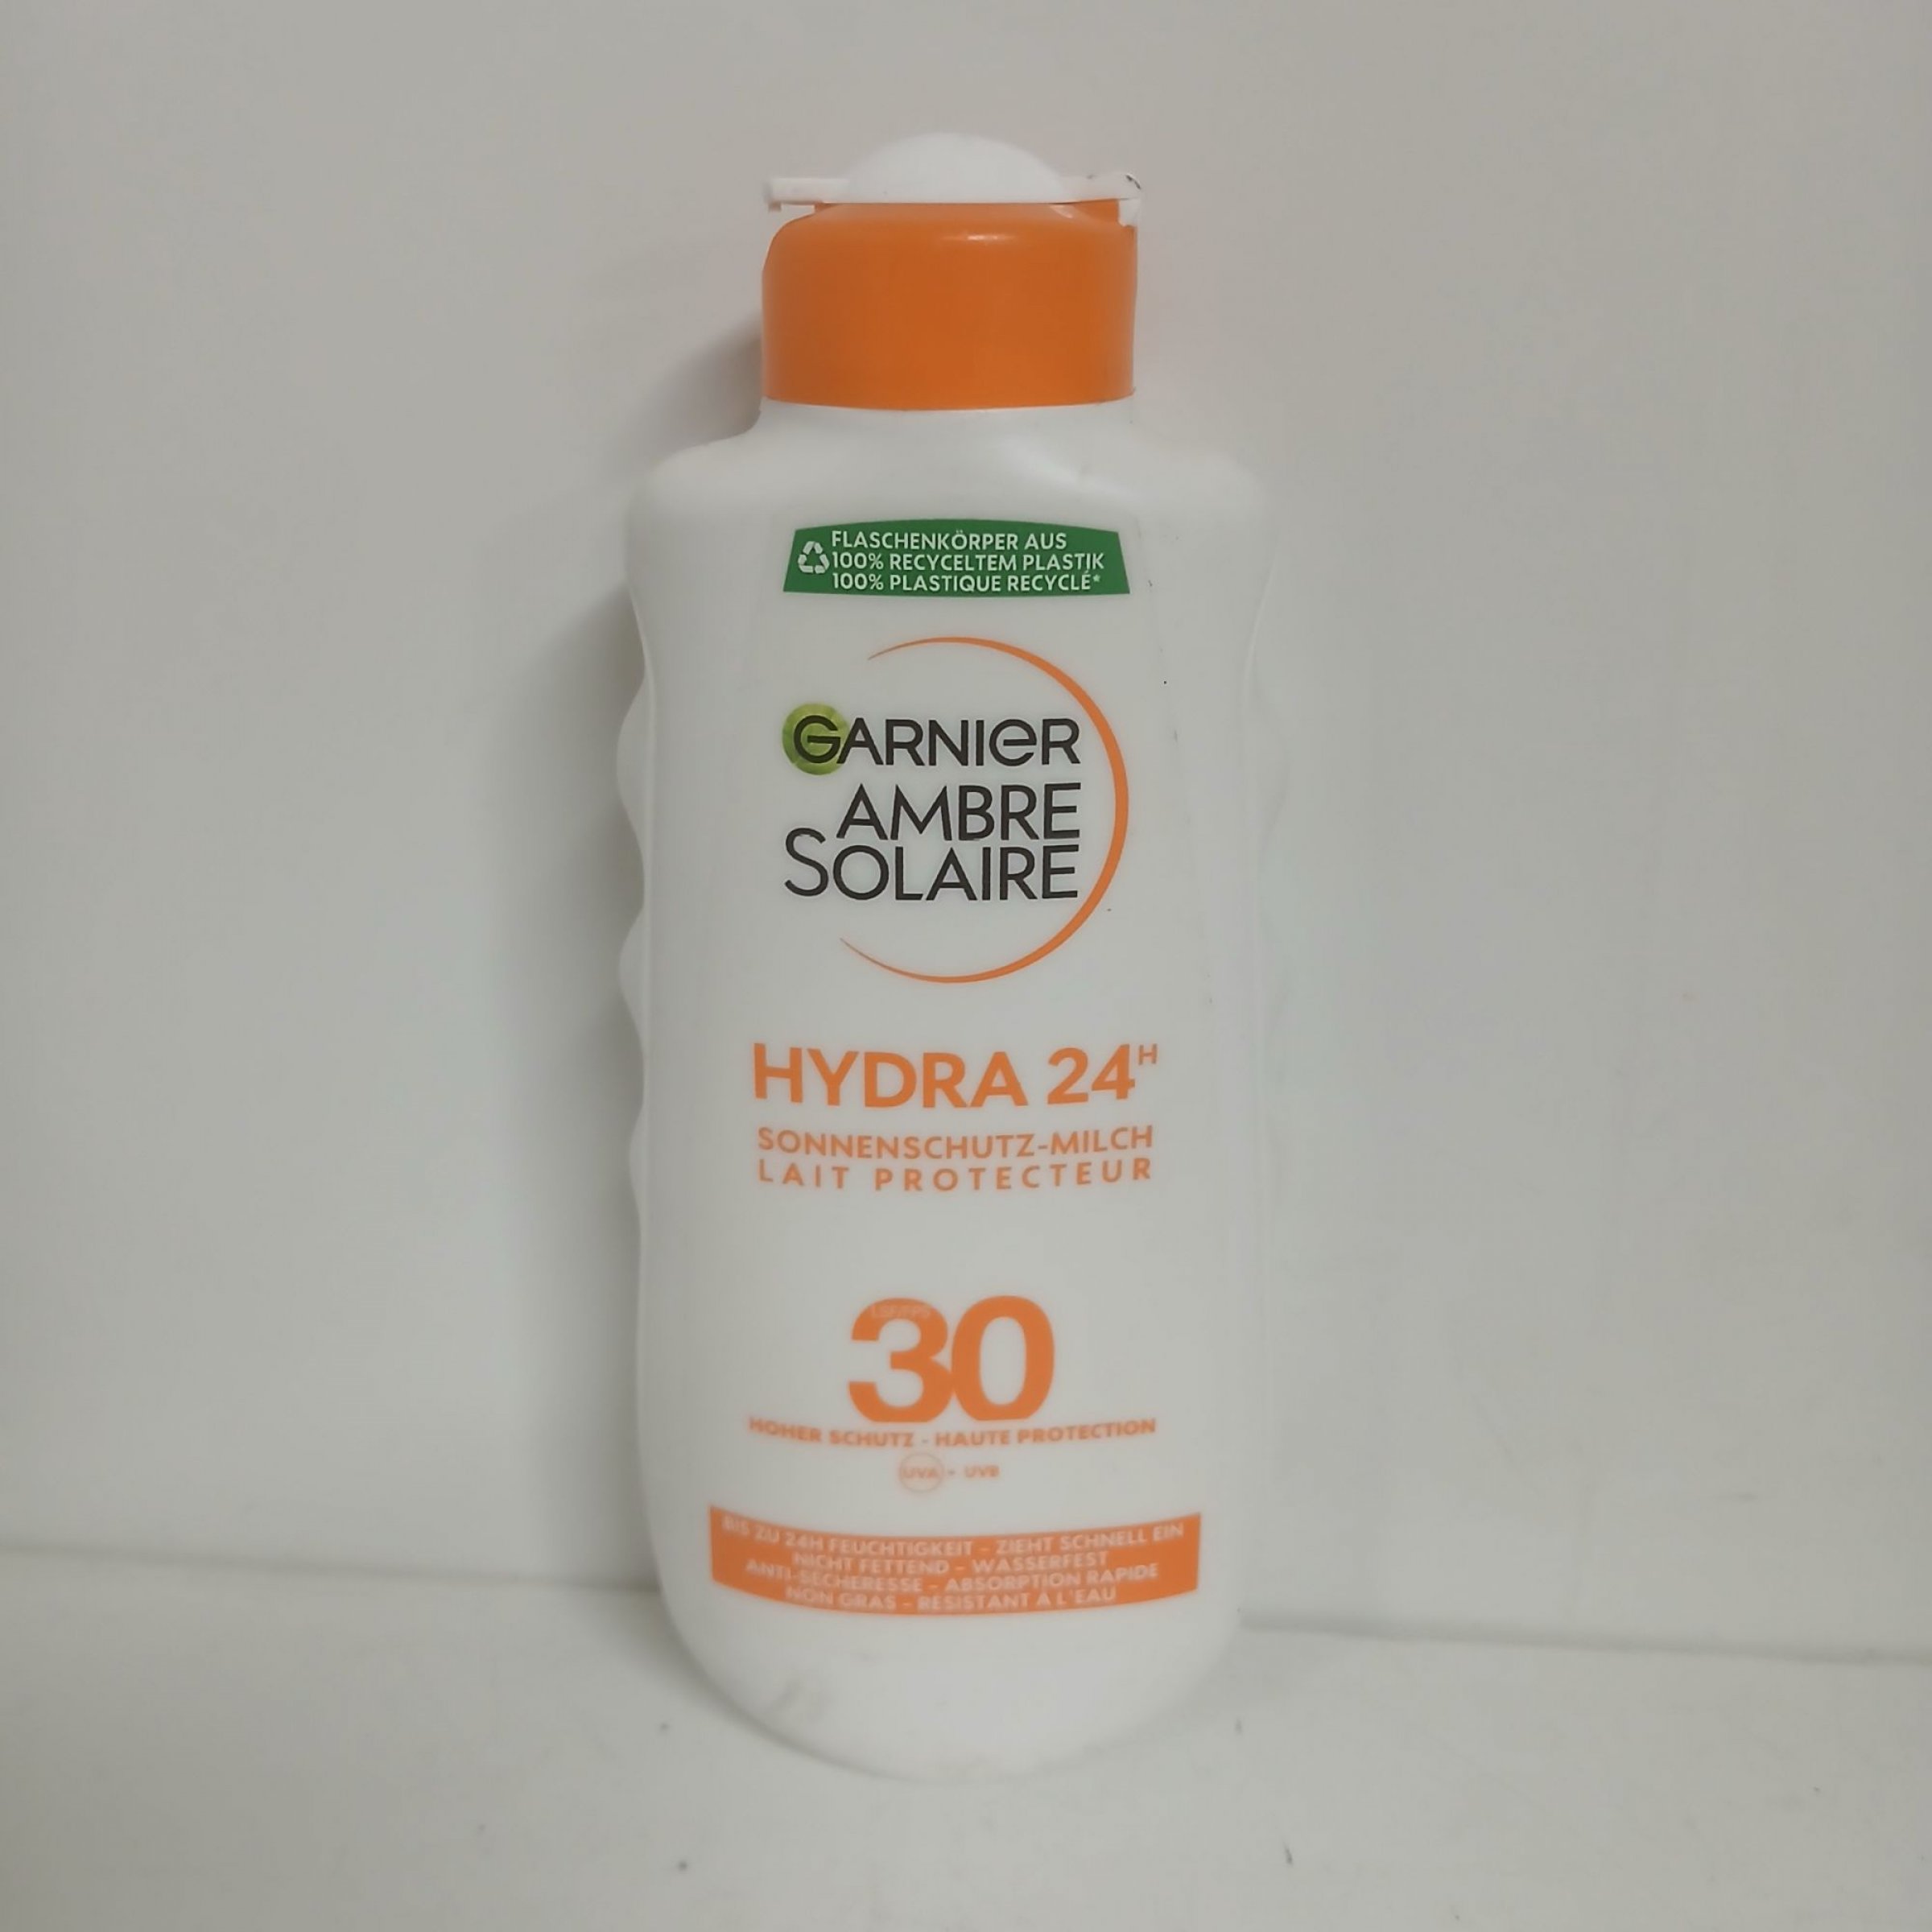 FLASCHENKÖRPER AUS
100% RECYCELTEM PLASTIK
100% PLASTIQUE RECYCLÉ*
GARNIER
AMBRE
SOLAIRE
HYDRA 24H
SONNENSCHUTZ-MILCH
LAIT PROTECTEUR
30
HOHER SCHUTZ - HAUTE PROTECTION
UVA - UVB
BIS ZU 24H FEUCHTIGKEIT - ZIEHT SCHNELL EIN
NICHT FETTEND - WASSERFEST
ANTI-SÉCHERESSE - ABSORPTION RAPIDE
NON GRAS - RÉSISTANT À L'EAU